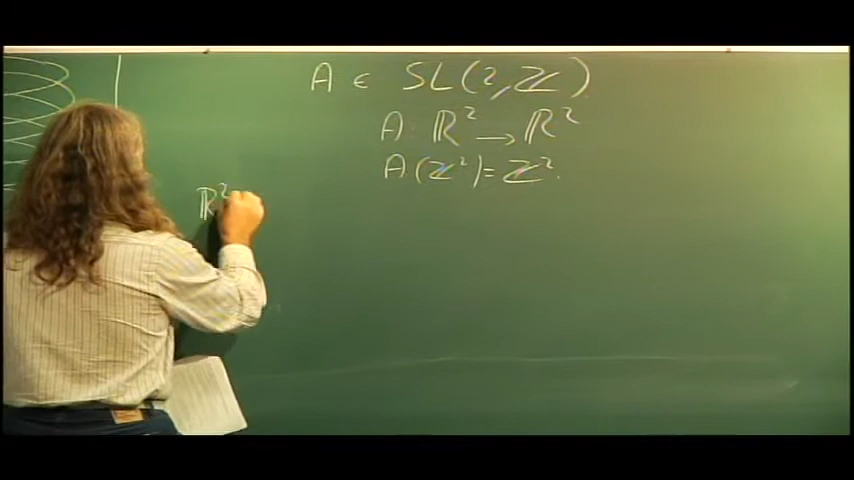 A ∈ SL(2,ℤ)
A: ℝ² → ℝ²
A(ℤ²) = ℤ².
ℝ²